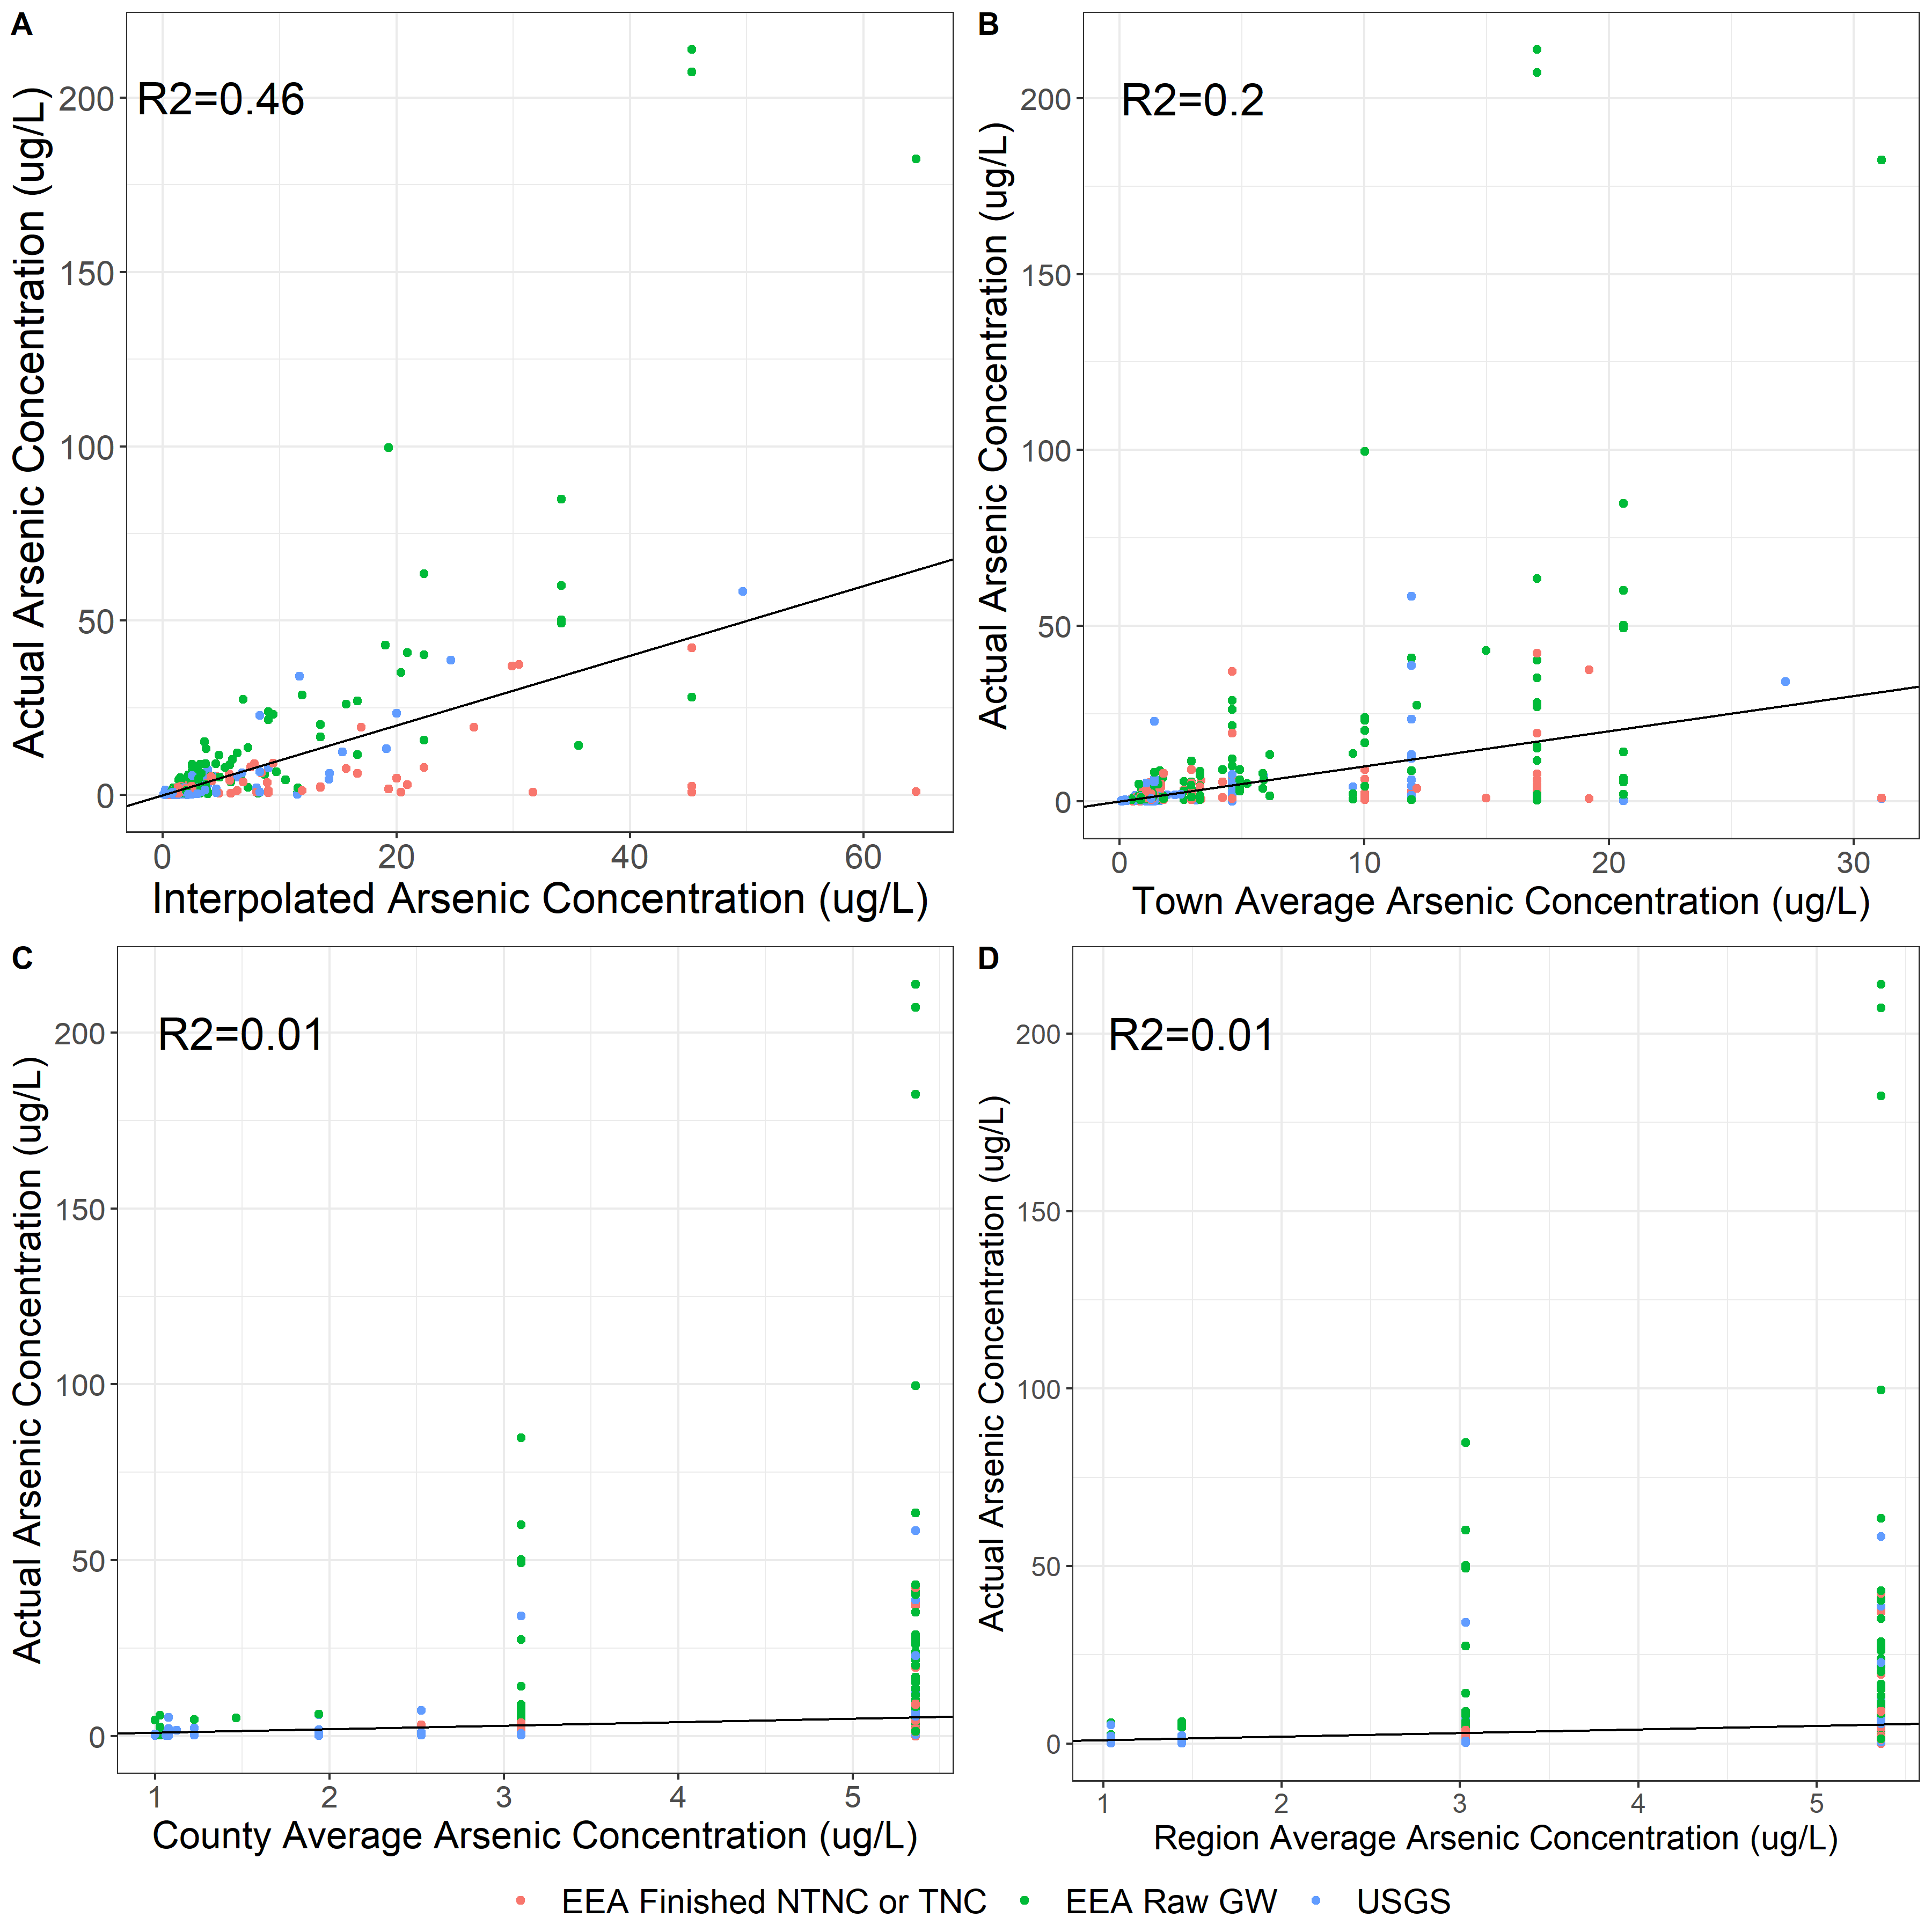 A
R2=0.46
Actual Arsenic Concentration (ug/L)
200
150
100
50
0
0 20 40 60
Interpolated Arsenic Concentration (ug/L)
B
R2=0.2
Actual Arsenic Concentration (ug/L)
200
150
100
50
0
0 10 20 30
Town Average Arsenic Concentration (ug/L)
C
R2=0.01
Actual Arsenic Concentration (ug/L)
200
150
100
50
0
1 2 3 4 5
County Average Arsenic Concentration (ug/L)
D
R2=0.01
Actual Arsenic Concentration (ug/L)
200
150
100
50
0
1 2 3 4 5
Region Average Arsenic Concentration (ug/L)
EEA Finished NTNC or TNC EEA Raw GW USGS